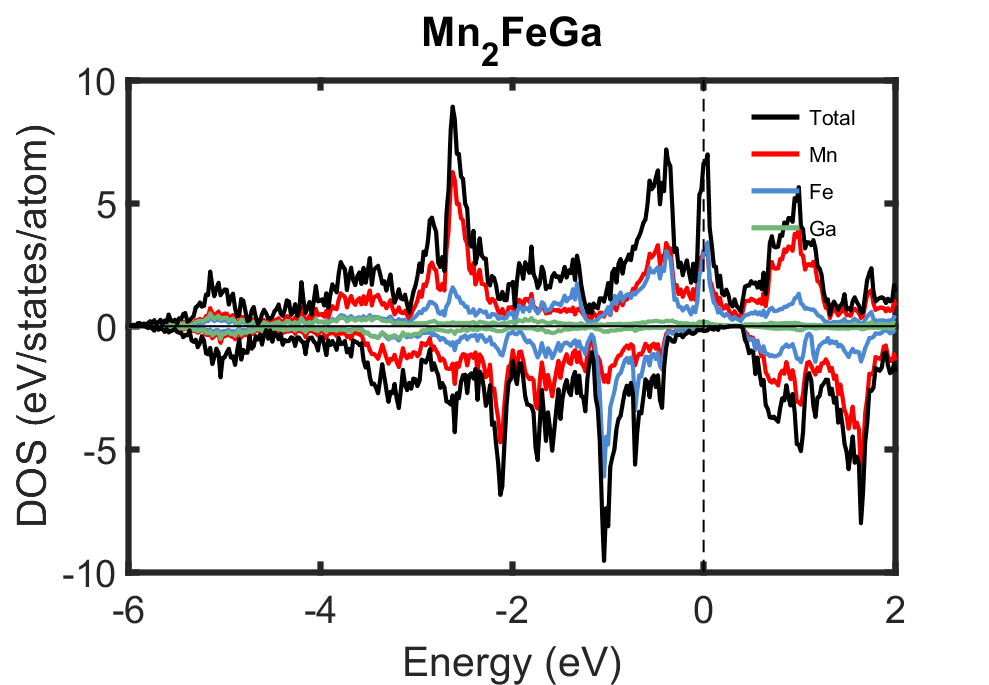 Mn₂FeGa
10
5
0
-5
-10
DOS (eV/states/atom)
Total
Mn
Fe
Ga
-6 -4 -2 0 2
Energy (eV)